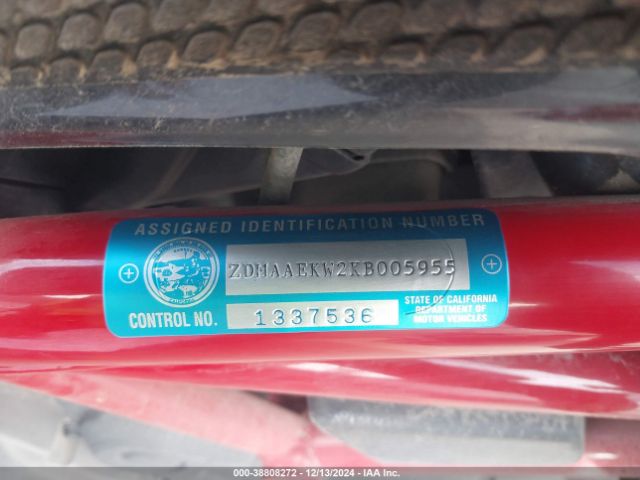 ASSIGNED IDENTIFICATION NUMBER
ZDMAAEKW2KB005955
CONTROL NO. 1337536
STATE OF CALIFORNIA
DEPARTMENT OF
MOTOR VEHICLES
000-38808272 - 12/13/2024 - IAA Inc.